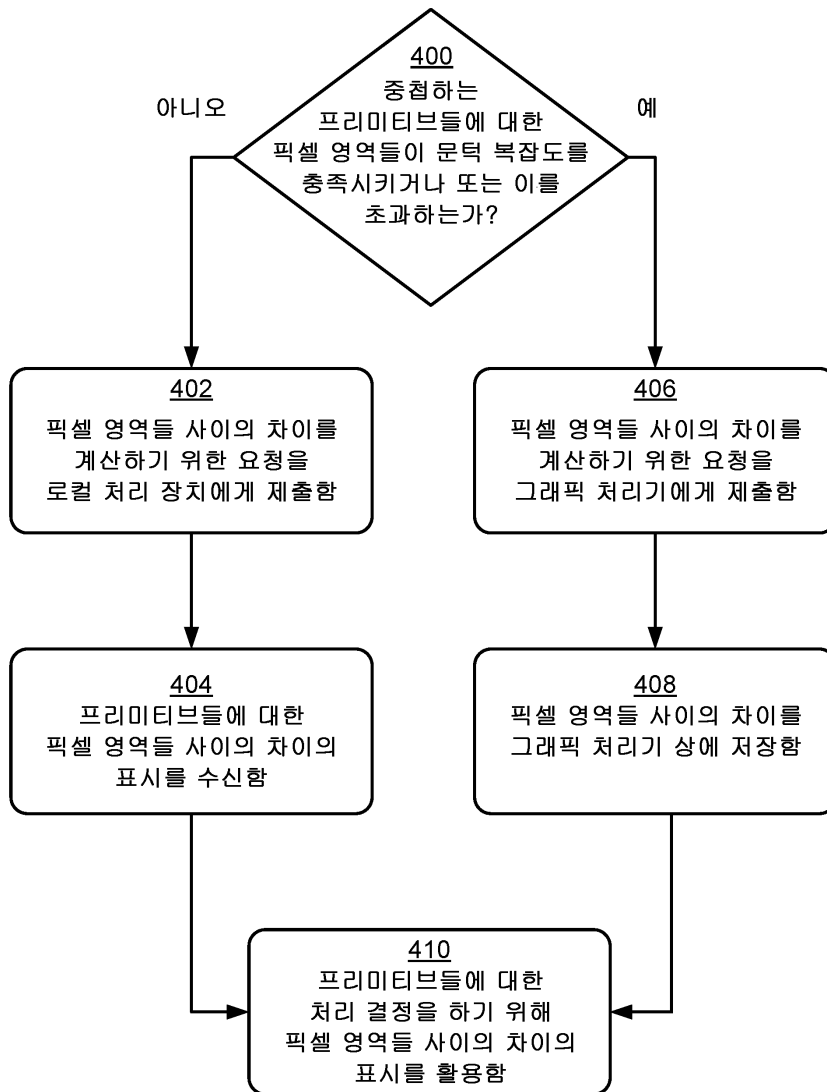 400
중첩하는
프리미티브들에 대한
픽셀 영역들이 문턱 복잡도를
충족시키거나 또는 이를
초과하는가?
아니오
예
402
픽셀 영역들 사이의 차이를
계산하기 위한 요청을
로컬 처리 장치에게 제출함
406
픽셀 영역들 사이의 차이를
계산하기 위한 요청을
그래픽 처리기에게 제출함
404
프리미티브들에 대한
픽셀 영역들 사이의 차이의
표시를 수신함
408
픽셀 영역들 사이의 차이를
그래픽 처리기 상에 저장함
410
프리미티브들에 대한
처리 결정을 하기 위해
픽셀 영역들 사이의 차이의
표시를 활용함